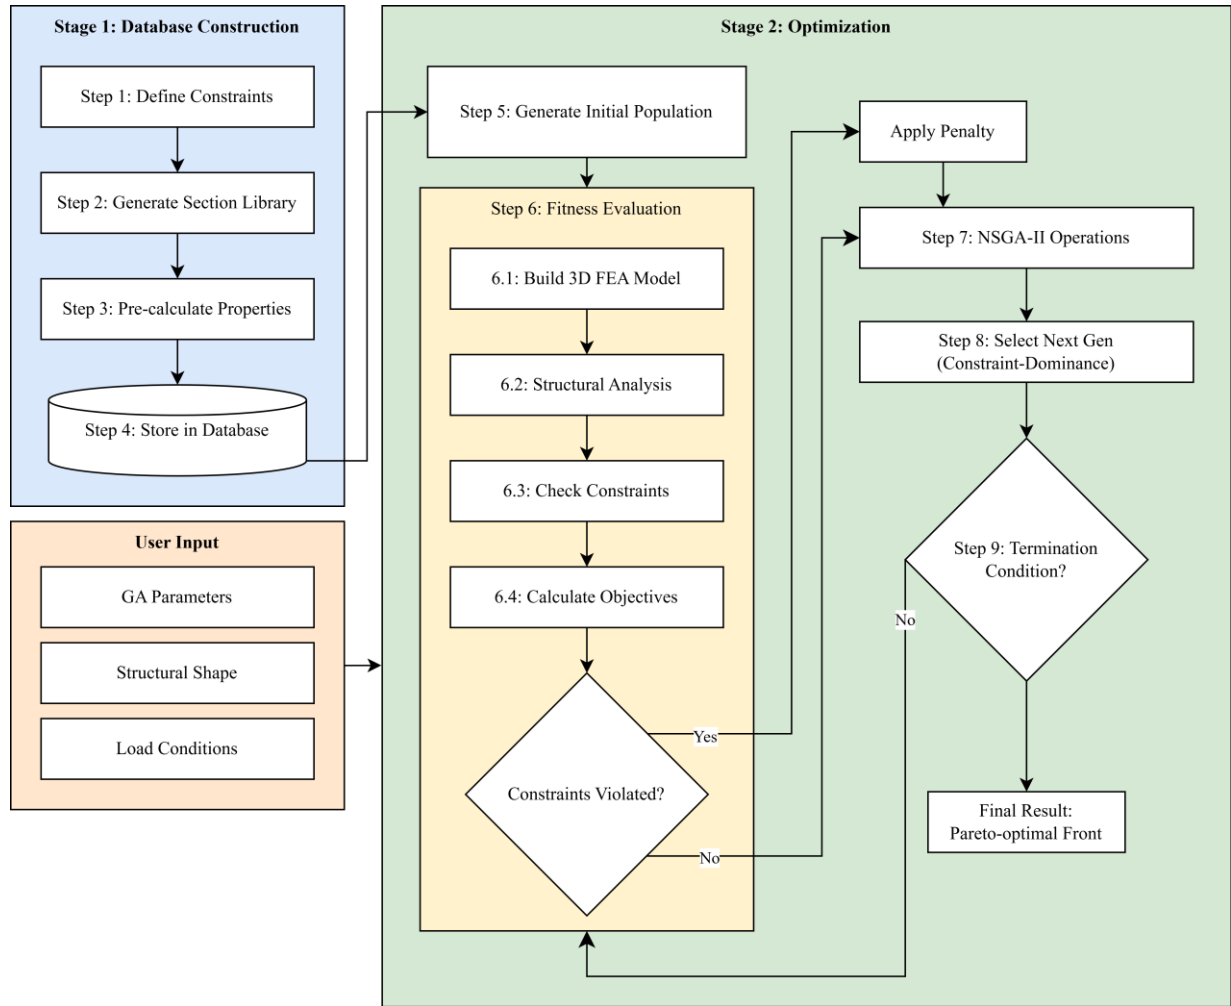 Stage 1: Database Construction
Step 1: Define Constraints
Step 2: Generate Section Library
Step 3: Pre-calculate Properties
Step 4: Store in Database
User Input
GA Parameters
Structural Shape
Load Conditions
Stage 2: Optimization
Step 5: Generate Initial Population
Step 6: Fitness Evaluation
6.1: Build 3D FEA Model
6.2: Structural Analysis
6.3: Check Constraints
6.4: Calculate Objectives
Constraints Violated?
Yes
No
Apply Penalty
Step 7: NSGA-II Operations
Step 8: Select Next Gen
(Constraint-Dominance)
Step 9: Termination
Condition?
No
Final Result:
Pareto-optimal Front